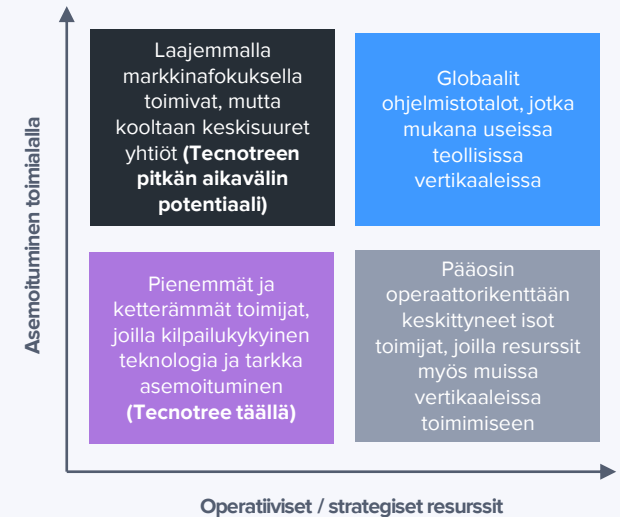 Asemoituminen toimialalla
Laajemmalla
markkinafokuksella
toimivat, mutta
kooltaan keskisuuret
yhtiöt (Tecnotreen
pitkän aikavälin
potentiaali)
Globaalit
ohjelmistotalot, jotka
mukana useissa
teollisissa
vertikaaleissa
Pienemmät ja
ketterämmät toimijat,
joilla kilpailukykyinen
teknologia ja tarkka
asemoituminen
(Tecnotree täällä)
Pääosin
operaattorikenttään
keskittyneet isot
toimijat, joilla resurssit
myös muissa
vertikaaleissa
toimimiseen
Operatiiviset / strategiset resurssit